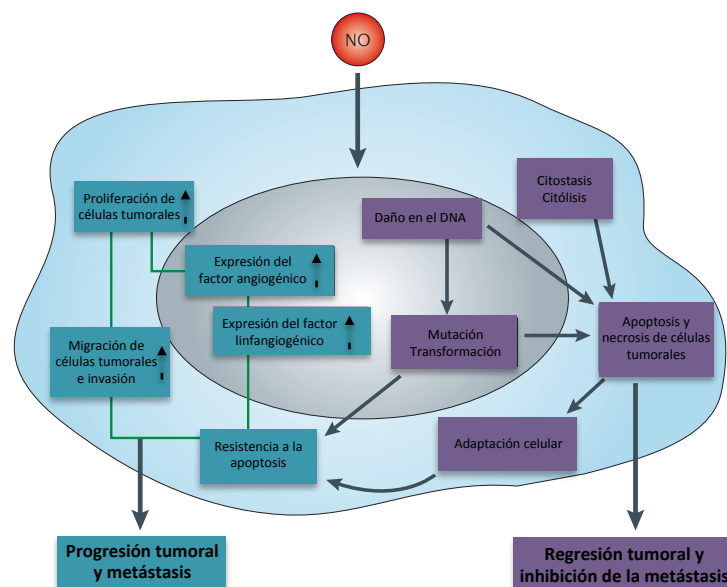 NO
Proliferación de
células tumorales
Citostasis
Citólisis
Daño en el DNA
Expresión del
factor angiogénico
Expresión del factor
linfangiogénico
Migración de
células tumorales
e invasión
Mutación
Transformación
Apoptosis y
necrosis de células
tumorales
Resistencia a la
apoptosis
Adaptación celular
Progresión tumoral
y metástasis
Regresión tumoral y
inhibición de la metástasis